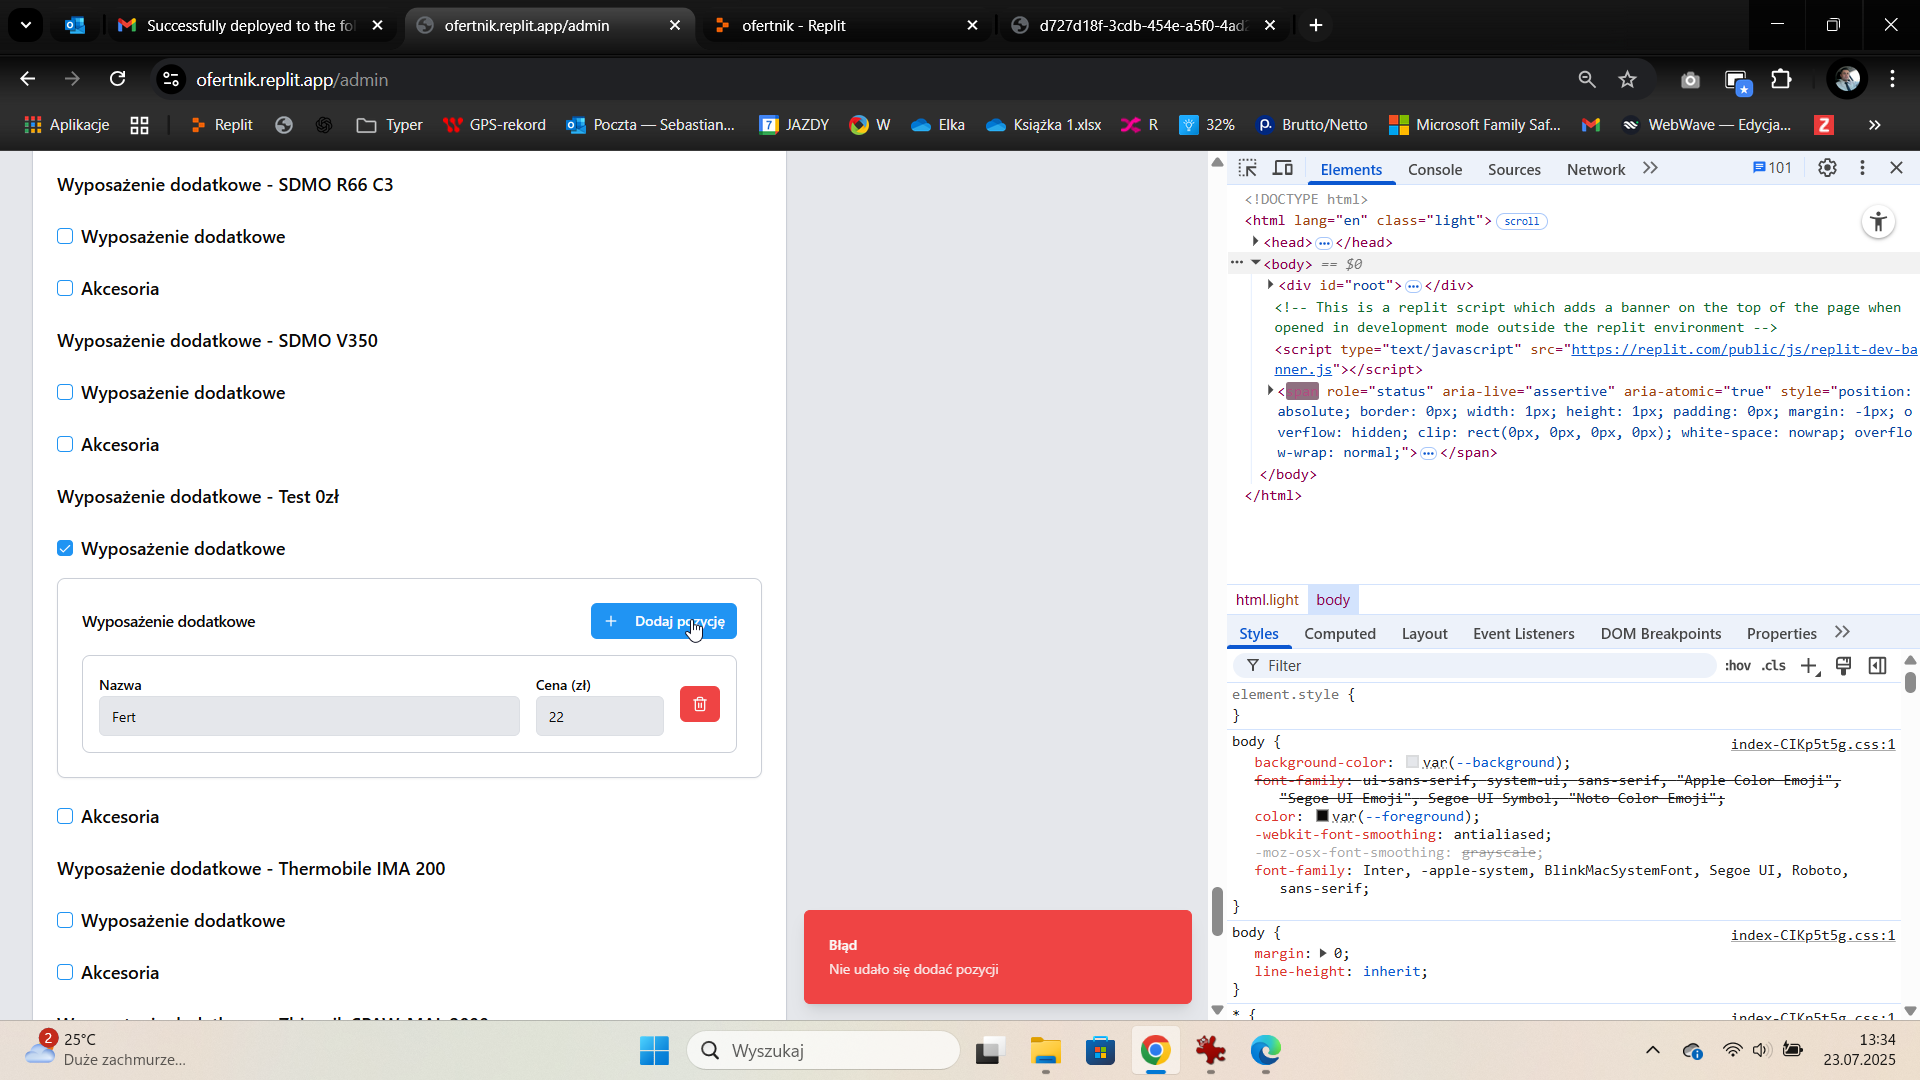 Successfully deployed to the fol
ofertnik.replit.app/admin
ofertnik - Replit
d727d18f-3cdb-454e-a5f0-4ad2
ofertnik.replit.app/admin
Aplikacje
Replit
Typer
GPS-rekord
Poczta — Sebastian...
7
JAZDY
W
Elka
Książka 1.xlsx
R
32%
Brutto/Netto
Microsoft Family Saf...
WebWave — Edycja...
Z
»
Wyposażenie dodatkowe - SDMO R66 C3
Wyposażenie dodatkowe
Akcesoria
Wyposażenie dodatkowe - SDMO V350
Wyposażenie dodatkowe
Akcesoria
Wyposażenie dodatkowe - Test 0zł
Wyposażenie dodatkowe
Wyposażenie dodatkowe
+ Dodaj pozycję
Nazwa
Cena (zł)
Fert
22
Akcesoria
Wyposażenie dodatkowe - Thermobile IMA 200
Wyposażenie dodatkowe
Akcesoria
Błąd
Nie udało się dodać pozycji
Elements
Console
Sources
Network
101
<!DOCTYPE html>
<html lang="en" class="light"> scroll
<head> ··· </head>
··· <body> == $0
<div id="root"> ··· </div>
<!-- This is a replit script which adds a banner on the top of the page when
opened in development mode outside the replit environment -->
<script type="text/javascript" src="https://replit.com/public/js/replit-dev-ba
nner.js"></script>
<span role="status" aria-live="assertive" aria-atomic="true" style="position:
absolute; border: 0px; width: 1px; height: 1px; padding: 0px; margin: -1px; o
verflow: hidden; clip: rect(0px, 0px, 0px, 0px); white-space: nowrap; overflo
w-wrap: normal;"> ··· </span>
</body>
</html>
html.light
body
Styles
Computed
Layout
Event Listeners
DOM Breakpoints
Properties
Filter
:hov .cls
element.style {
}
body {
index-CIKp5t5g.css:1
background-color: var(--background);
font-family: ui-sans-serif, system-ui, sans-serif, "Apple Color Emoji",
"Segoe UI Emoji", Segoe UI Symbol, "Noto Color Emoji";
color: var(--foreground);
-webkit-font-smoothing: antialiased;
-moz-osx-font-smoothing: grayscale;
font-family: Inter, -apple-system, BlinkMacSystemFont, Segoe UI, Roboto,
sans-serif;
}
body {
index-CIKp5t5g.css:1
margin: 0;
line-height: inherit;
}
* {
index-CIKp5t5g.css:1
2
25°C
Duże zachmurze...
Wyszukaj
13:34
23.07.2025